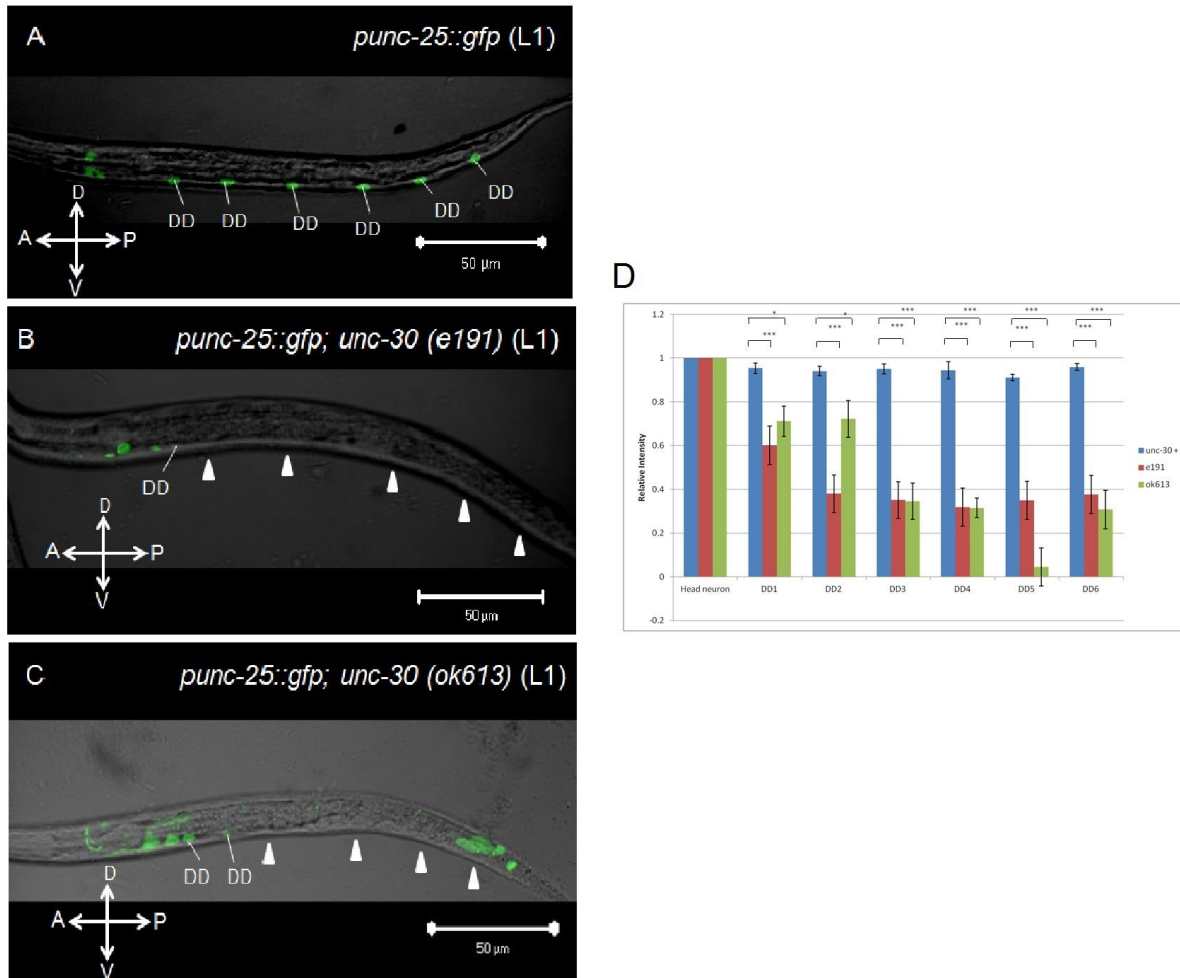 A
punc-25::gfp (L1)
DD
DD
DD
DD
DD
DD
D
A P
V
50 µm
B
punc-25::gfp; unc-30 (e191) (L1)
DD
D
A P
V
50 µm
C
punc-25::gfp; unc-30 (ok613) (L1)
DD
DD
D
A P
V
50 µm
D
1.2
1
0.8
0.6
0.4
0.2
0
-0.2
Relative Intensity
* * *** *** *** ***
*** *** *** *** *** ***
Head neuron DD1 DD2 DD3 DD4 DD5 DD6
unc-30 +
e191
ok613